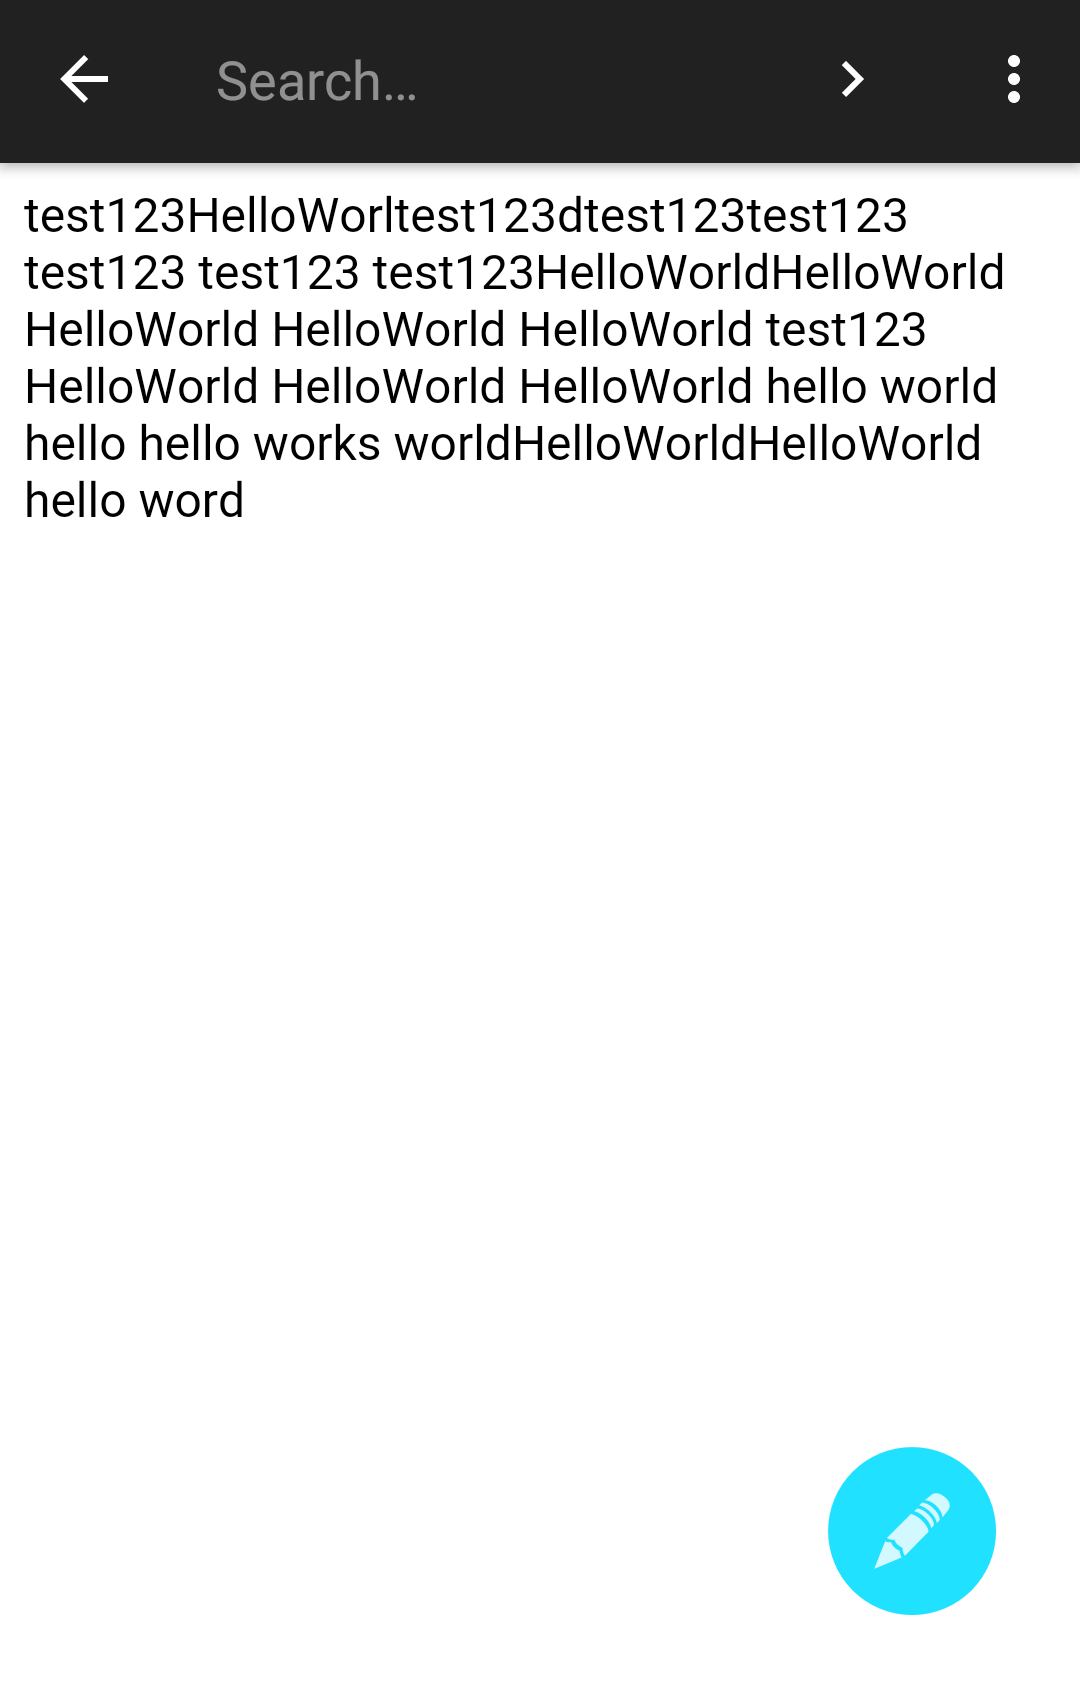 Search...
test123HelloWorltest123dtest123test123
test123 test123 test123HelloWorldHelloWorld
HelloWorld HelloWorld HelloWorld test123
HelloWorld HelloWorld HelloWorld hello world
hello hello works worldHelloWorldHelloWorld
hello word